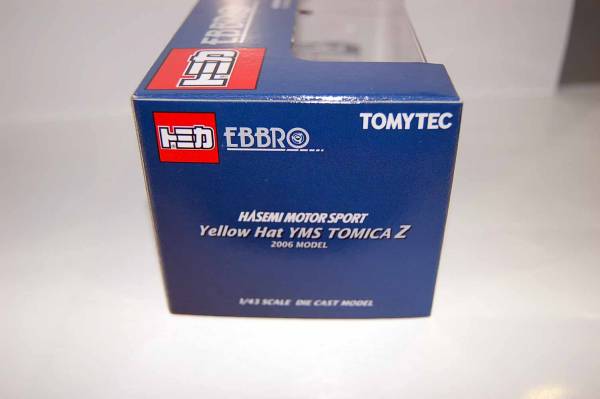 EBBRO
トミカ
トミカ EBBRO TOMYTEC
HASEMI MOTOR SPORT
Yellow Hat YMS TOMICA Z
2006 MODEL
1/43 SCALE DIE CAST MODEL